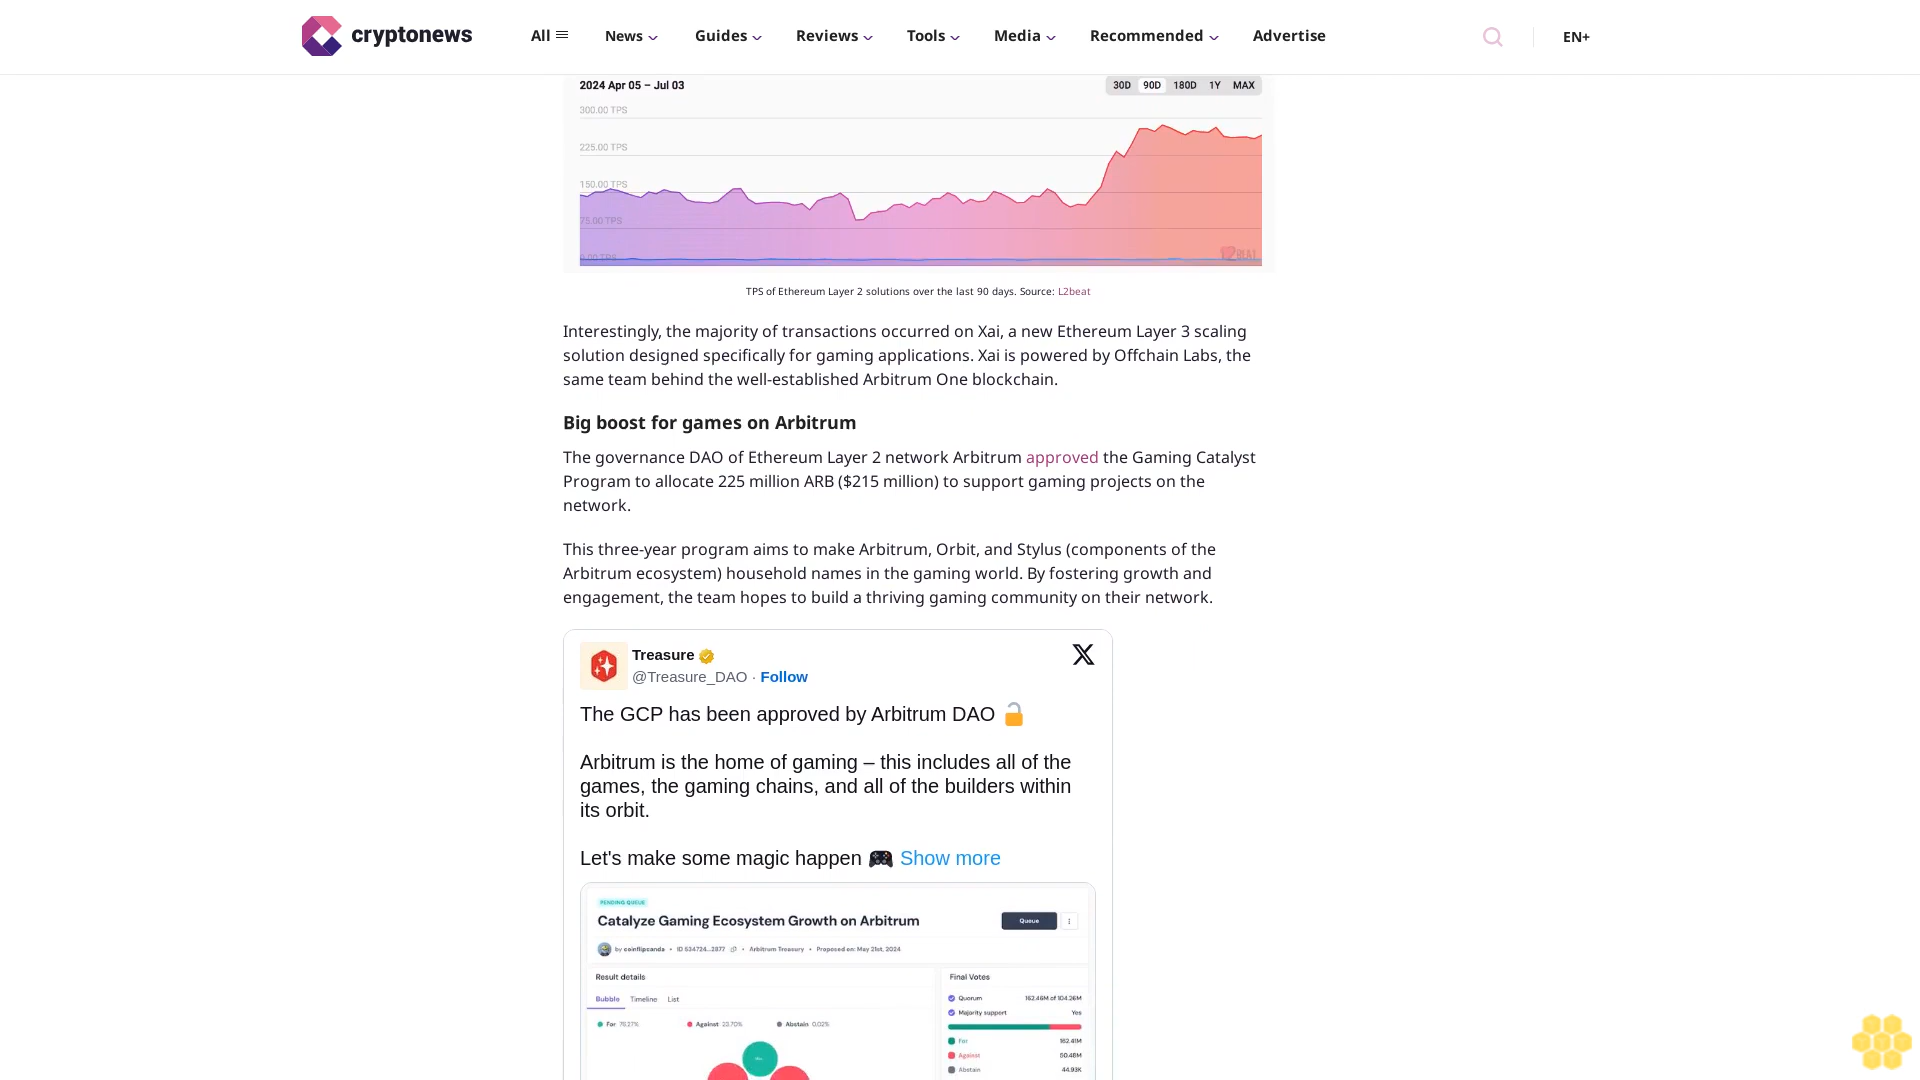 cryptonews
All
News
Guides
Reviews
Tools
Media
Recommended
Advertise
EN+
2024 Apr 05 – Jul 03
30D 90D 180D 1Y MAX
300.00 TPS
225.00 TPS
150.00 TPS
75.00 TPS
0.00 TPS
TPS of Ethereum Layer 2 solutions over the last 90 days. Source: L2beat
Interestingly, the majority of transactions occurred on Xai, a new Ethereum Layer 3 scaling
solution designed specifically for gaming applications. Xai is powered by Offchain Labs, the
same team behind the well-established Arbitrum One blockchain.
Big boost for games on Arbitrum
The governance DAO of Ethereum Layer 2 network Arbitrum approved the Gaming Catalyst
Program to allocate 225 million ARB ($215 million) to support gaming projects on the
network.
This three-year program aims to make Arbitrum, Orbit, and Stylus (components of the
Arbitrum ecosystem) household names in the gaming world. By fostering growth and
engagement, the team hopes to build a thriving gaming community on their network.
Treasure
@Treasure_DAO · Follow
The GCP has been approved by Arbitrum DAO 🔓
Arbitrum is the home of gaming – this includes all of the
games, the gaming chains, and all of the builders within
its orbit.
Let's make some magic happen 🎮 Show more
PENDING QUEUE
Catalyze Gaming Ecosystem Growth on Arbitrum
Queue
by coinflipcanda • ID 534724...2877 • Arbitrum Treasury • Proposed on: May 21st, 2024
Result details
Bubble Timeline List
For 76.27%
Against 23.70%
Abstain 0.02%
Final Votes
Quorum 162.46M of 104.26M
Majority support Yes
For 162.41M
Against 50.48M
Abstain 44.93K